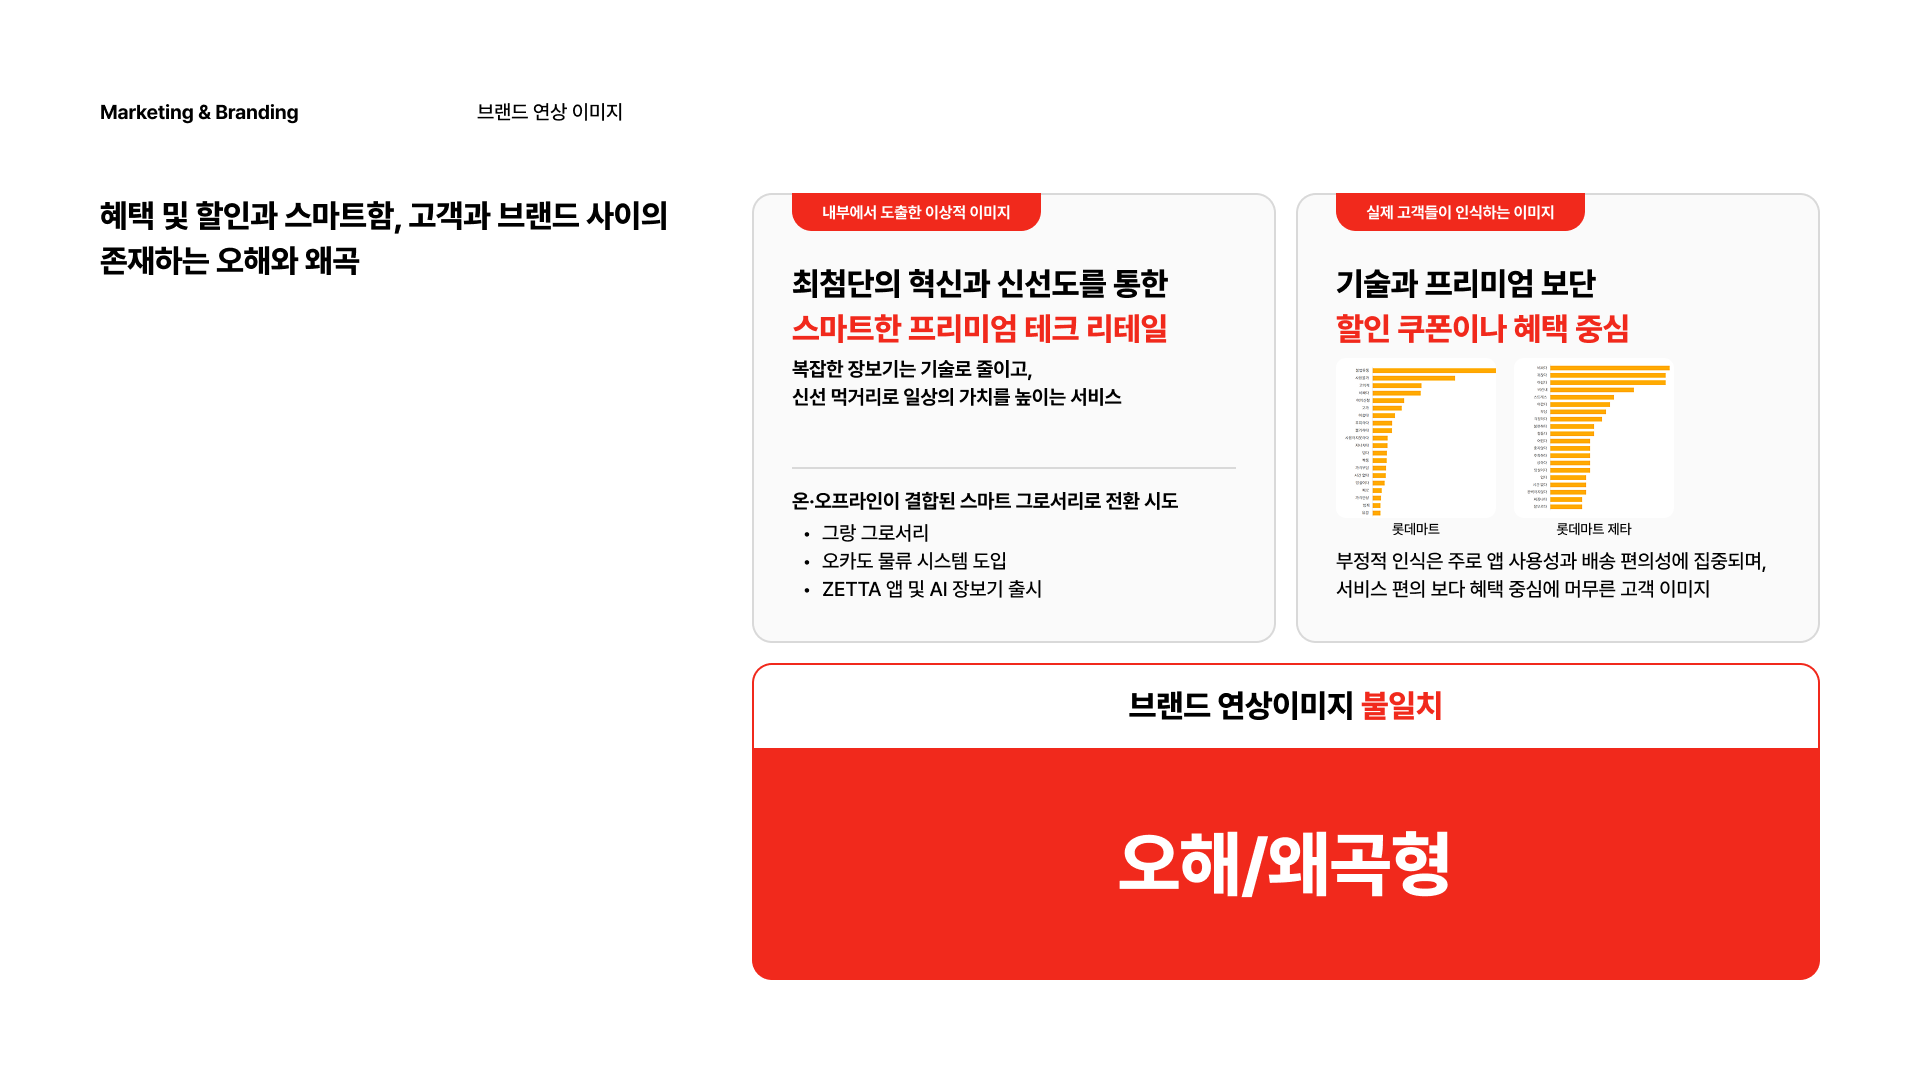 Marketing & Branding
브랜드 연상 이미지
혜택 및 할인과 스마트함, 고객과 브랜드 사이의
존재하는 오해와 왜곡
내부에서 도출한 이상적 이미지
최첨단의 혁신과 신선도를 통한
스마트한 프리미엄 테크 리테일
복잡한 장보기는 기술로 줄이고,
신선 먹거리로 일상의 가치를 높이는 서비스
온·오프라인이 결합된 스마트 그로서리로 전환 시도
• 그랑 그로서리
• 오카도 물류 시스템 도입
• ZETTA 앱 및 AI 장보기 출시
실제 고객들이 인식하는 이미지
기술과 프리미엄 보단
할인 쿠폰이나 혜택 중심
롯데마트
롯데마트 제타
부정적 인식은 주로 앱 사용성과 배송 편의성에 집중되며,
서비스 편의 보다 혜택 중심에 머무른 고객 이미지
브랜드 연상이미지 불일치
오해/왜곡형